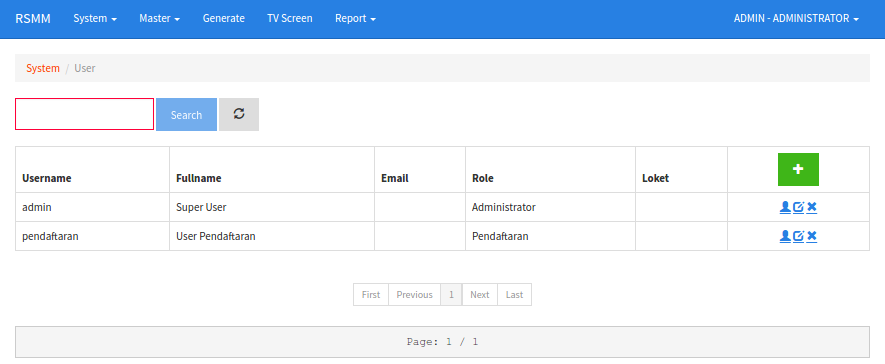 RSMM System Master Generate TV Screen Report ADMIN - ADMINISTRATOR
System / User
Search
Username Fullname Email Role Loket
admin Super User Administrator
pendaftaran User Pendaftaran Pendaftaran
First Previous 1 Next Last
Page: 1 / 1